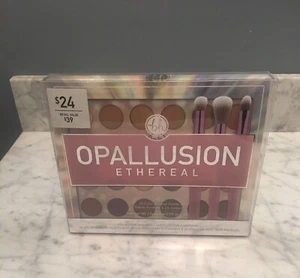 $24
RETAIL VALUE
$39
OPALLUSION
ETHEREAL